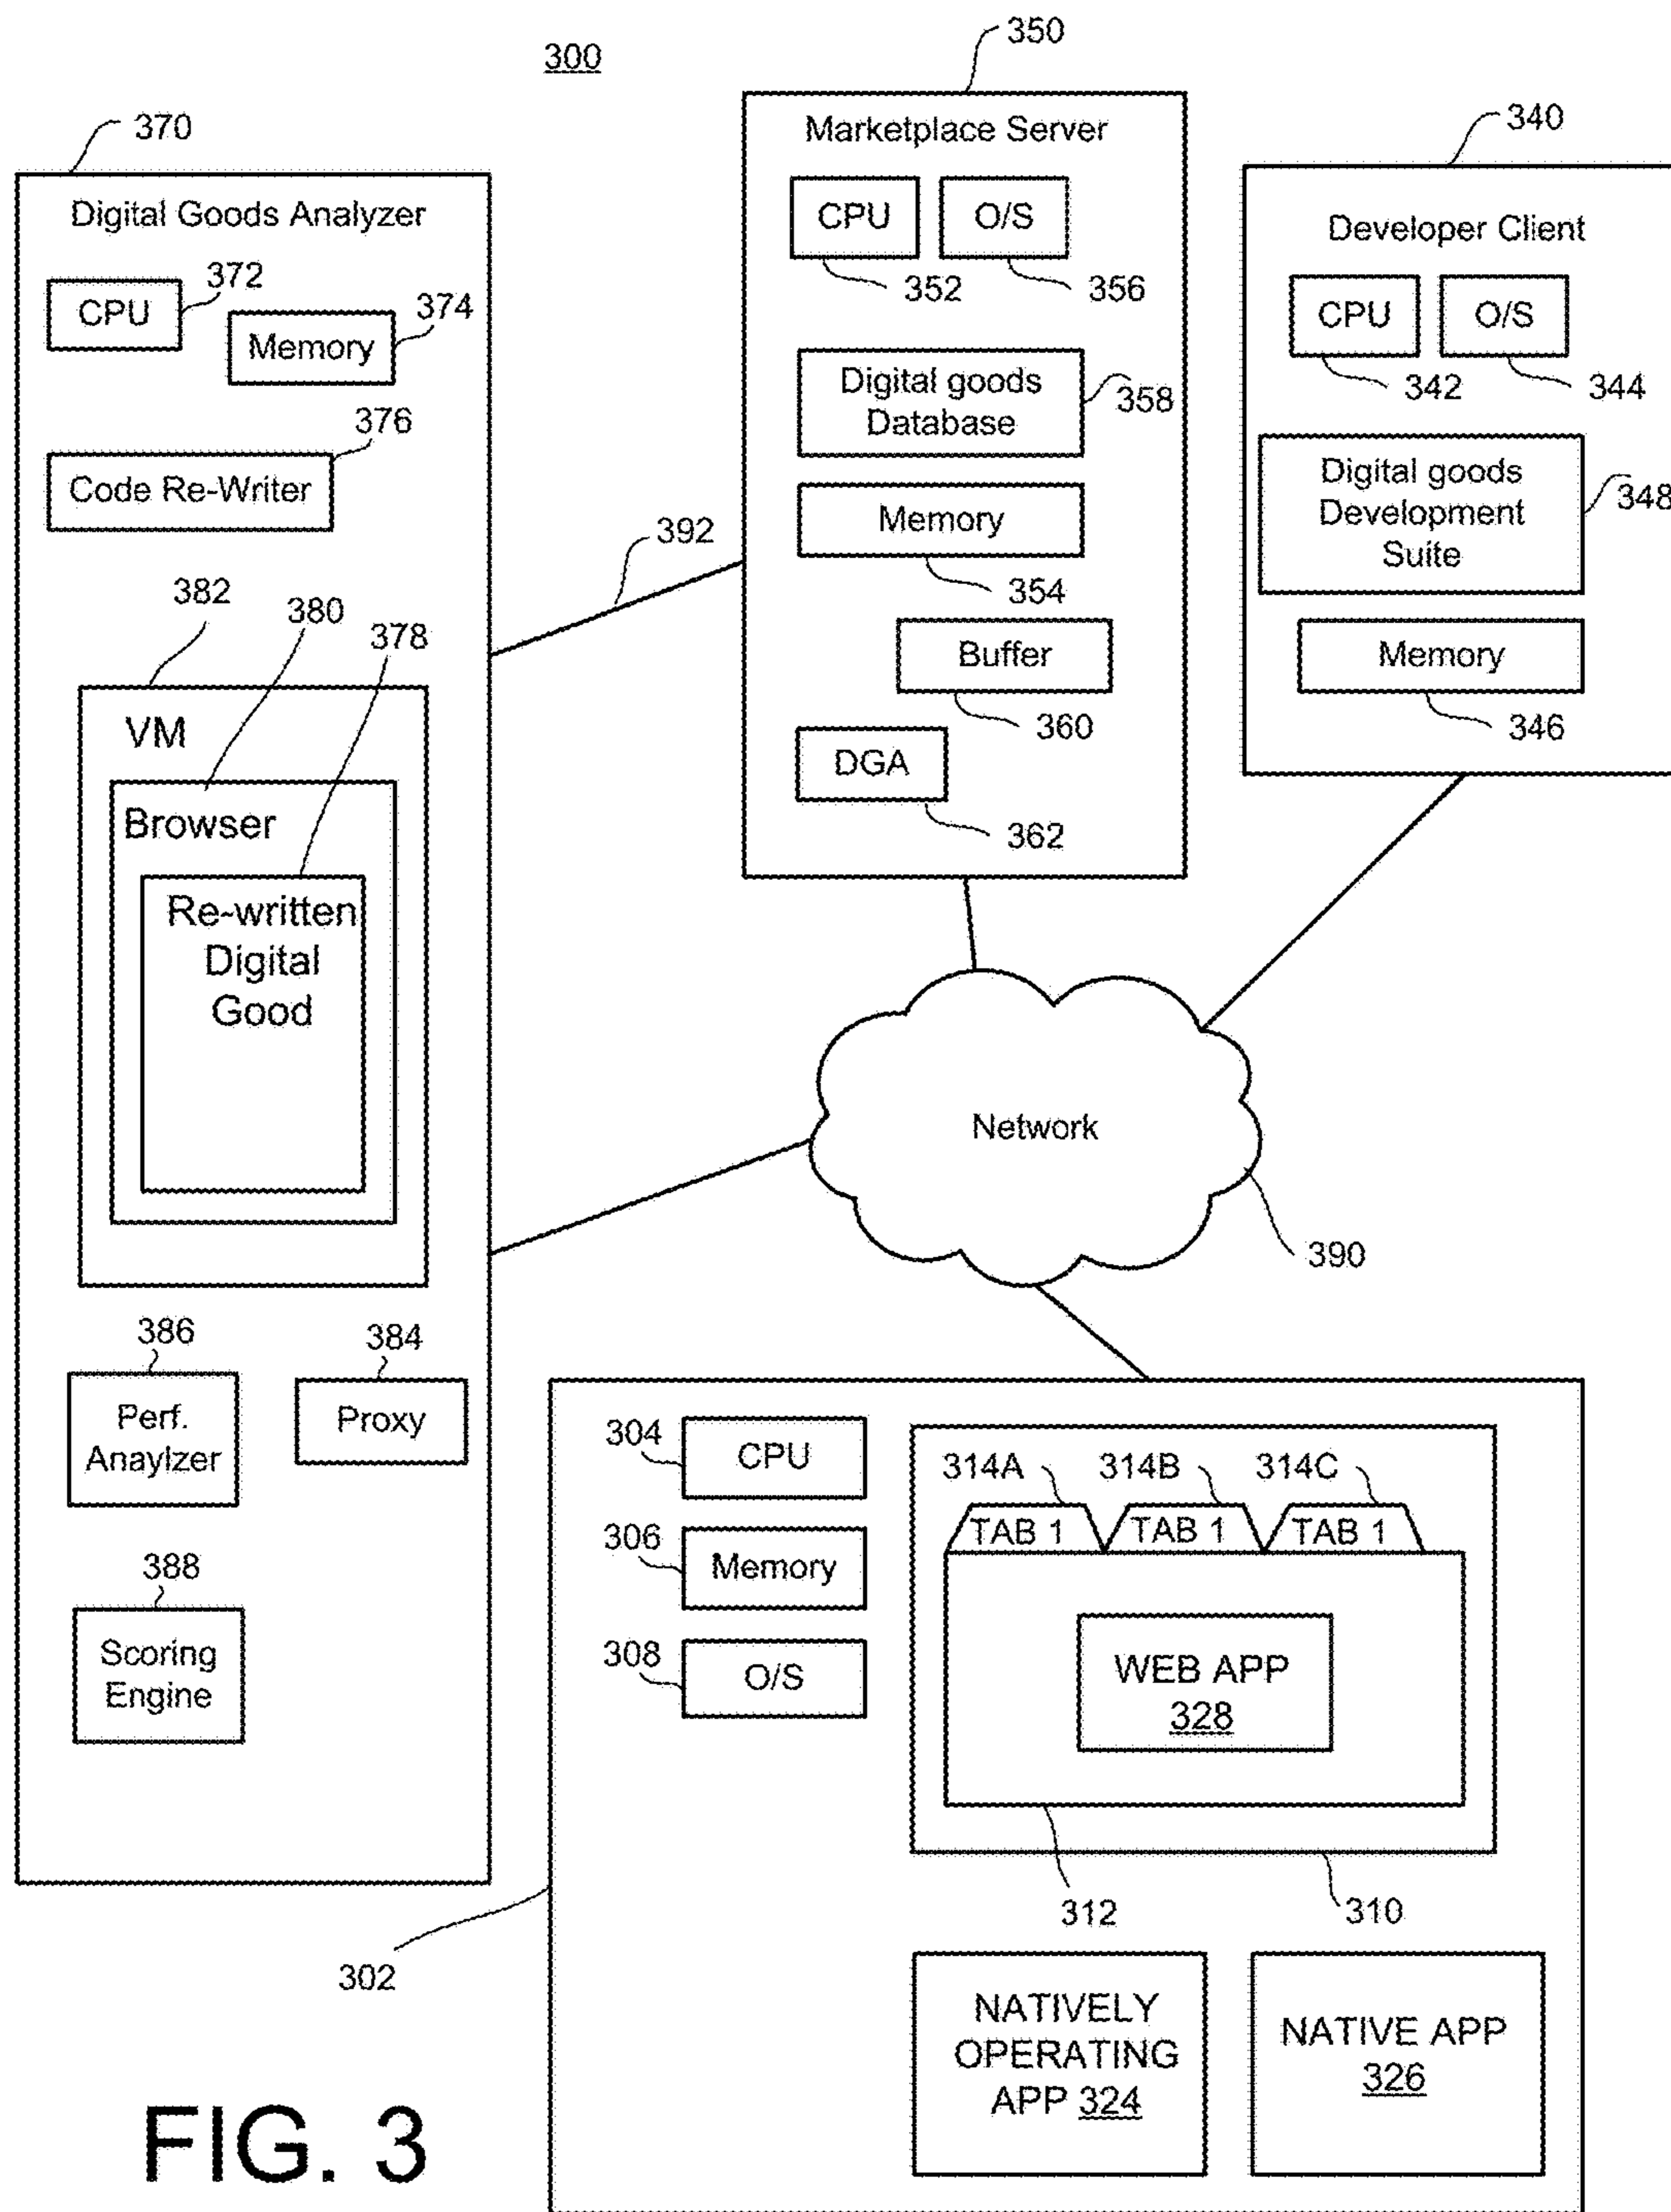 300
350
Marketplace Server
CPU
O/S
352
356
Digital goods
Database
358
Memory
354
Buffer
360
DGA
362
340
Developer Client
CPU
O/S
342
344
Digital goods
Development
Suite
348
Memory
346
370
Digital Goods Analyzer
372
CPU
374
Memory
376
Code Re-Writer
392
382
380
378
VM
Browser
Re-written
Digital
Good
386
Perf.
Anaylzer
384
Proxy
388
Scoring
Engine
Network
390
304
CPU
306
Memory
308
O/S
314A
314B
314C
TAB 1
TAB 1
TAB 1
WEB APP
328
312
310
302
NATIVELY
OPERATING
APP 324
NATIVE APP
326
FIG. 3